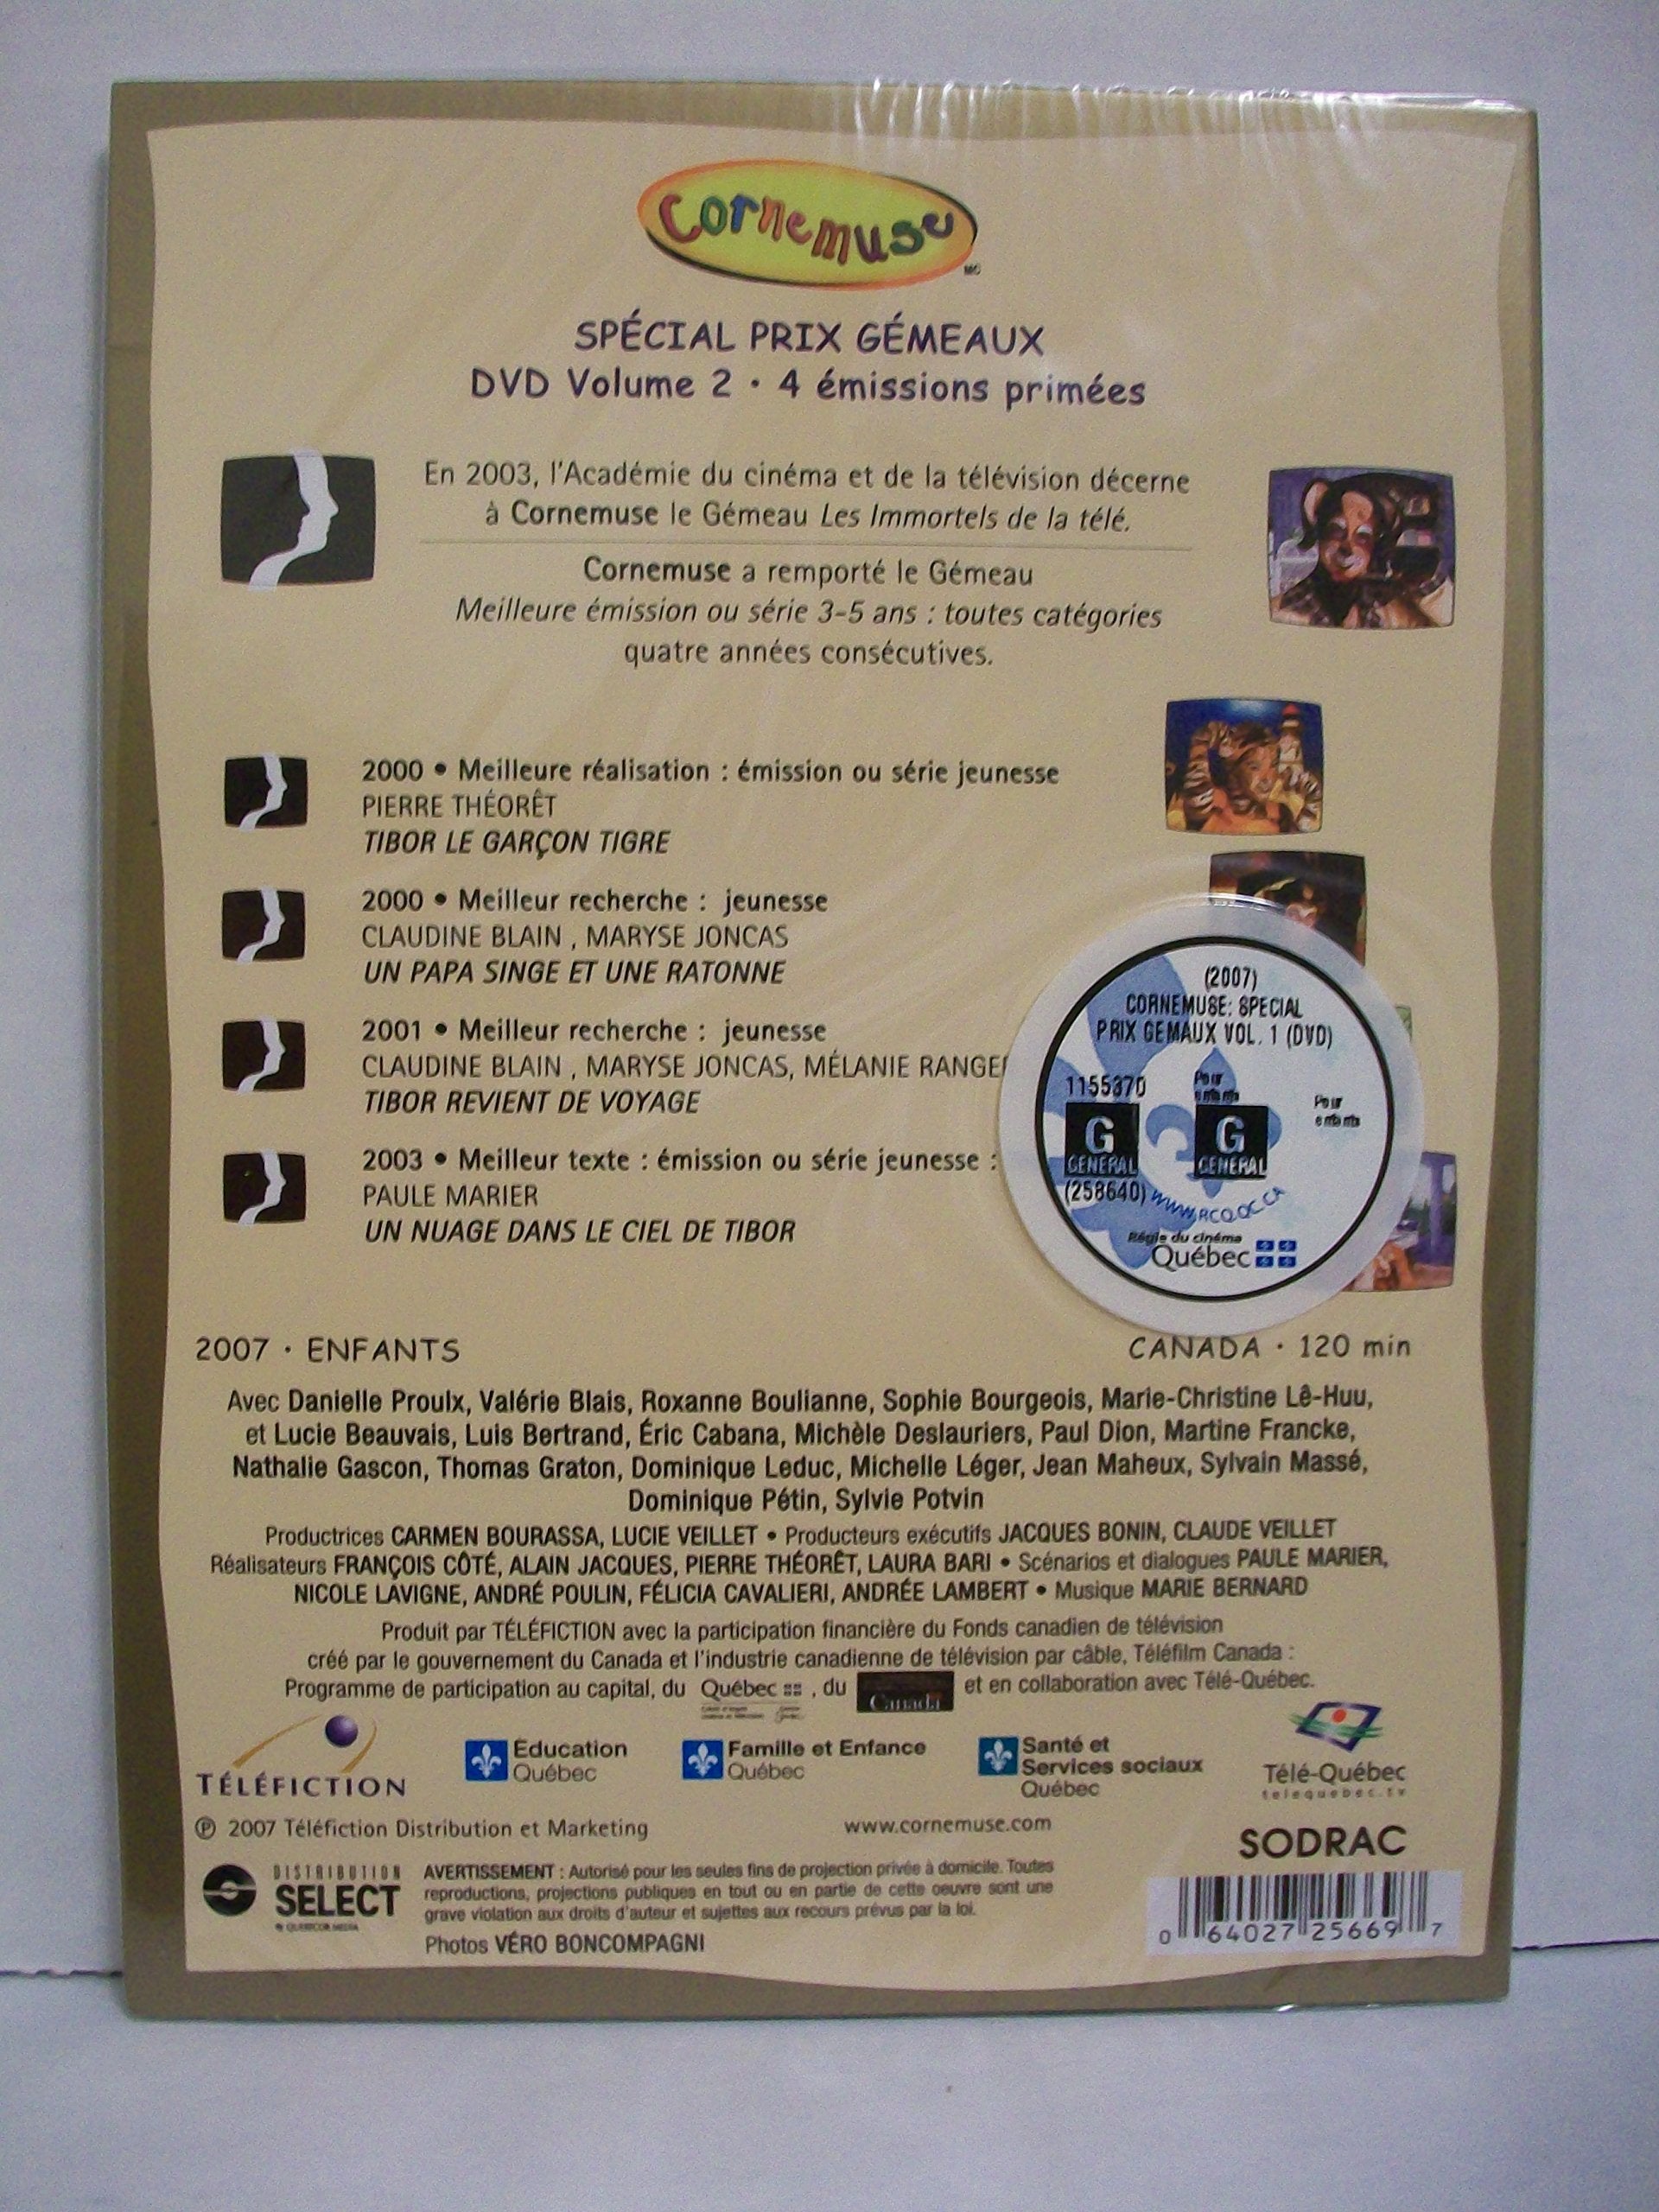 Cornemuse
MC
SPÉCIAL PRIX GÉMEAUX
DVD Volume 2 • 4 émissions primées
En 2003, l'Académie du cinéma et de la télévision décerne
à Cornemuse le Gémeau Les Immortels de la télé.
Cornemuse a remporté le Gémeau
Meilleure émission ou série 3-5 ans : toutes catégories
quatre années consécutives.
2000 • Meilleure réalisation : émission ou série jeunesse
PIERRE THÉORÊT
TIBOR LE GARÇON TIGRE
2000 • Meilleur recherche : jeunesse
CLAUDINE BLAIN , MARYSE JONCAS
UN PAPA SINGE ET UNE RATONNE
2001 • Meilleur recherche : jeunesse
CLAUDINE BLAIN , MARYSE JONCAS, MÉLANIE
TIBOR REVIENT DE VOYAGE
2003 • Meilleur texte : émission ou série jeunesse :
PAULE MARIER
UN NUAGE DANS LE CIEL DE TIBOR
(2007)
CORNEMUSE: SPECIAL
PRIX GEMAUX VOL. 1 (DVD)
1155370
Pour
enfants
Pour
enfants
G
GENERAL
G
GENERAL
(258640)
WWW.RCQ.QC.CA
Régie du cinéma
Québec
2007 • ENFANTS
CANADA • 120 min
Avec Danielle Proulx, Valérie Blais, Roxanne Boulianne, Sophie Bourgeois, Marie-Christine Lê-Huu,
et Lucie Beauvais, Luis Bertrand, Éric Cabana, Michèle Deslauriers, Paul Dion, Martine Francke,
Nathalie Gascon, Thomas Graton, Dominique Leduc, Michelle Léger, Jean Maheux, Sylvain Massé,
Dominique Pétin, Sylvie Potvin
Productrices CARMEN BOURASSA, LUCIE VEILLET • Producteurs exécutifs JACQUES BONIN, CLAUDE VEILLET
Réalisateurs FRANÇOIS CÔTÉ, ALAIN JACQUES, PIERRE THÉORÊT, LAURA BARI • Scénarios et dialogues PAULE MARIER,
NICOLE LAVIGNE, ANDRÉ POULIN, FÉLICIA CAVALIERI, ANDRÉE LAMBERT • Musique MARIE BERNARD
Produit par TÉLÉFICTION avec la participation financière du Fonds canadien de télévision
créé par le gouvernement du Canada et l'industrie canadienne de télévision par câble, Téléfilm Canada :
Programme de participation au capital, du Québec , du Canada et en collaboration avec Télé-Québec.
TÉLÉFICTION
Éducation
Québec
Famille et Enfance
Québec
Santé et
Services sociaux
Québec
Télé-Québec
telequebec.tv
℗ 2007 Téléfiction Distribution et Marketing
www.cornemuse.com
SODRAC
DISTRIBUTION
SELECT
AVERTISSEMENT : Autorisé pour les seules fins de projection privée à domicile. Toutes
reproductions, projections publiques en tout ou en partie de cette oeuvre sont une
grave violation aux droits d'auteur et sujettes aux recours prévus par la loi.
Photos VÉRO BONCOMPAGNI
0 64027 25669 7